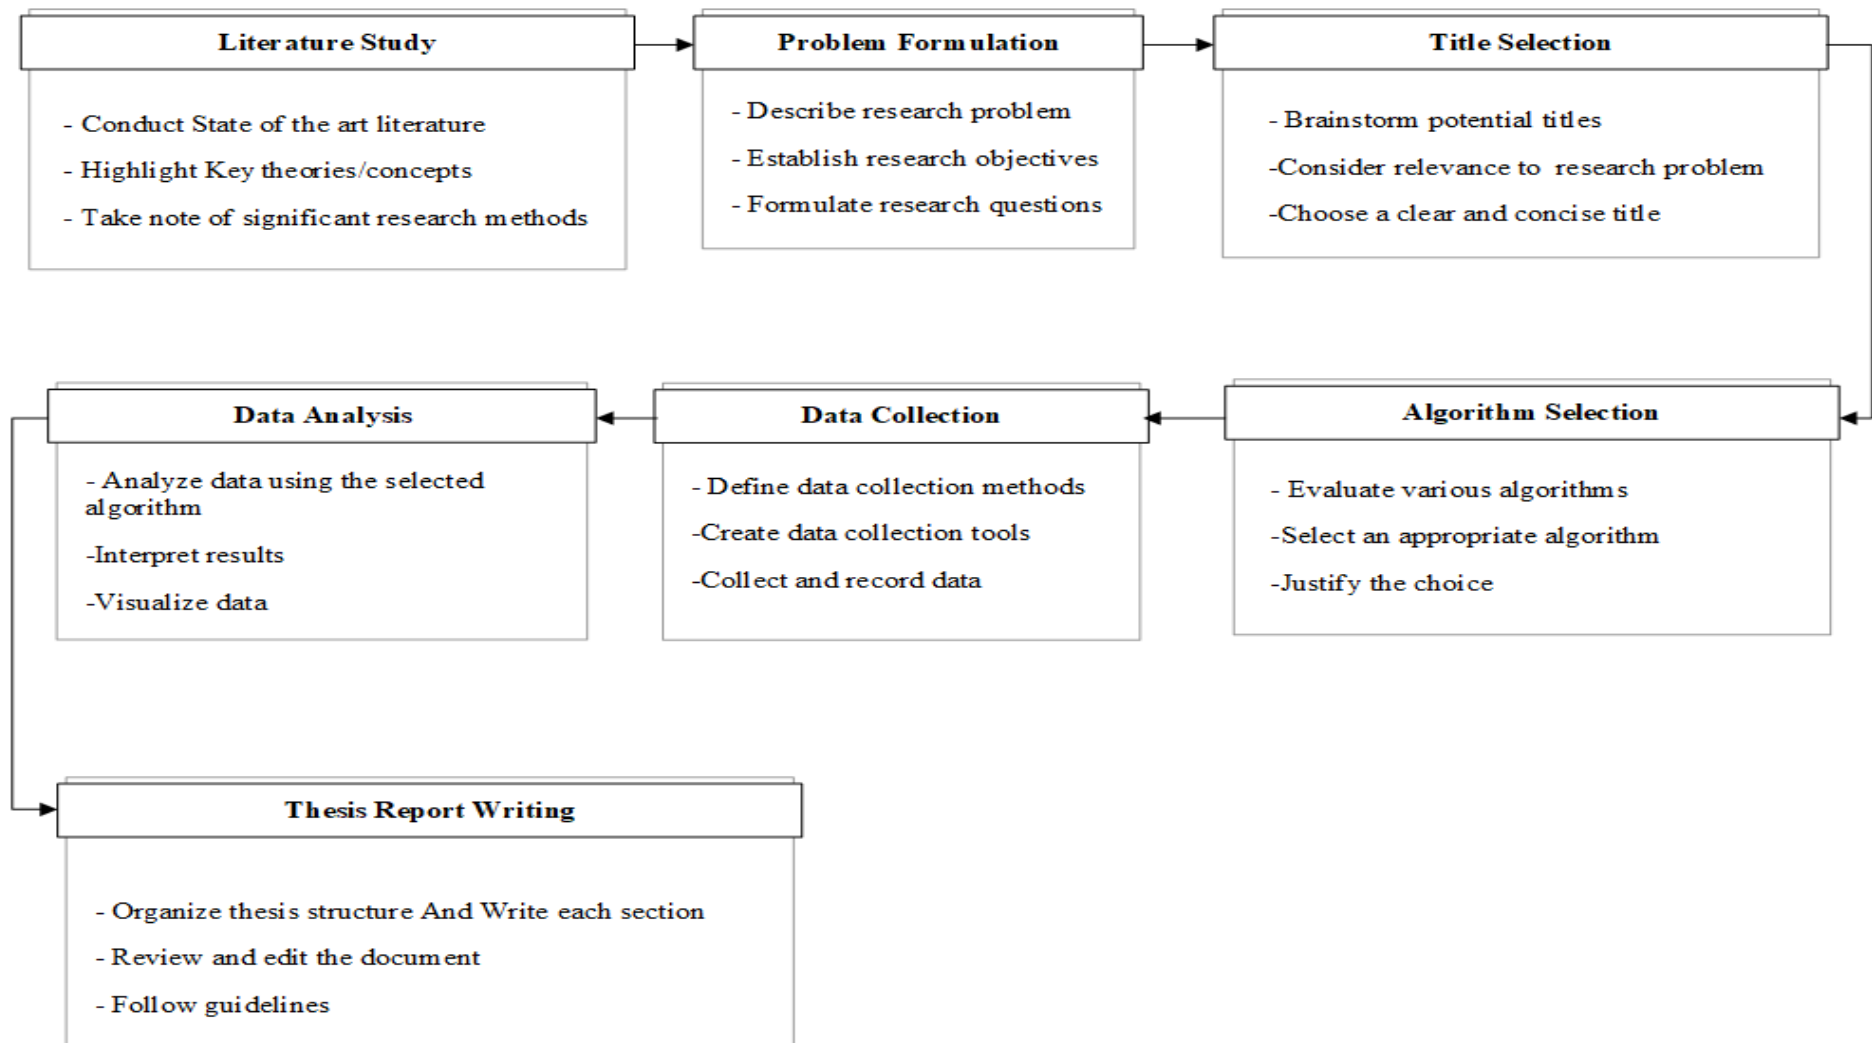 Literature Study
- Conduct State of the art literature
- Highlight Key theories/concepts
- Take note of significant research methods
Problem Formulation
- Describe research problem
- Establish research objectives
- Formulate research questions
Title Selection
- Brainstorm potential titles
-Consider relevance to research problem
-Choose a clear and concise title
Algorithm Selection
- Evaluate various algorithms
-Select an appropriate algorithm
-Justify the choice
Data Collection
- Define data collection methods
-Create data collection tools
-Collect and record data
Data Analysis
- Analyze data using the selected
algorithm
-Interpret results
-Visualize data
Thesis Report Writing
- Organize thesis structure And Write each section
- Review and edit the document
- Follow guidelines